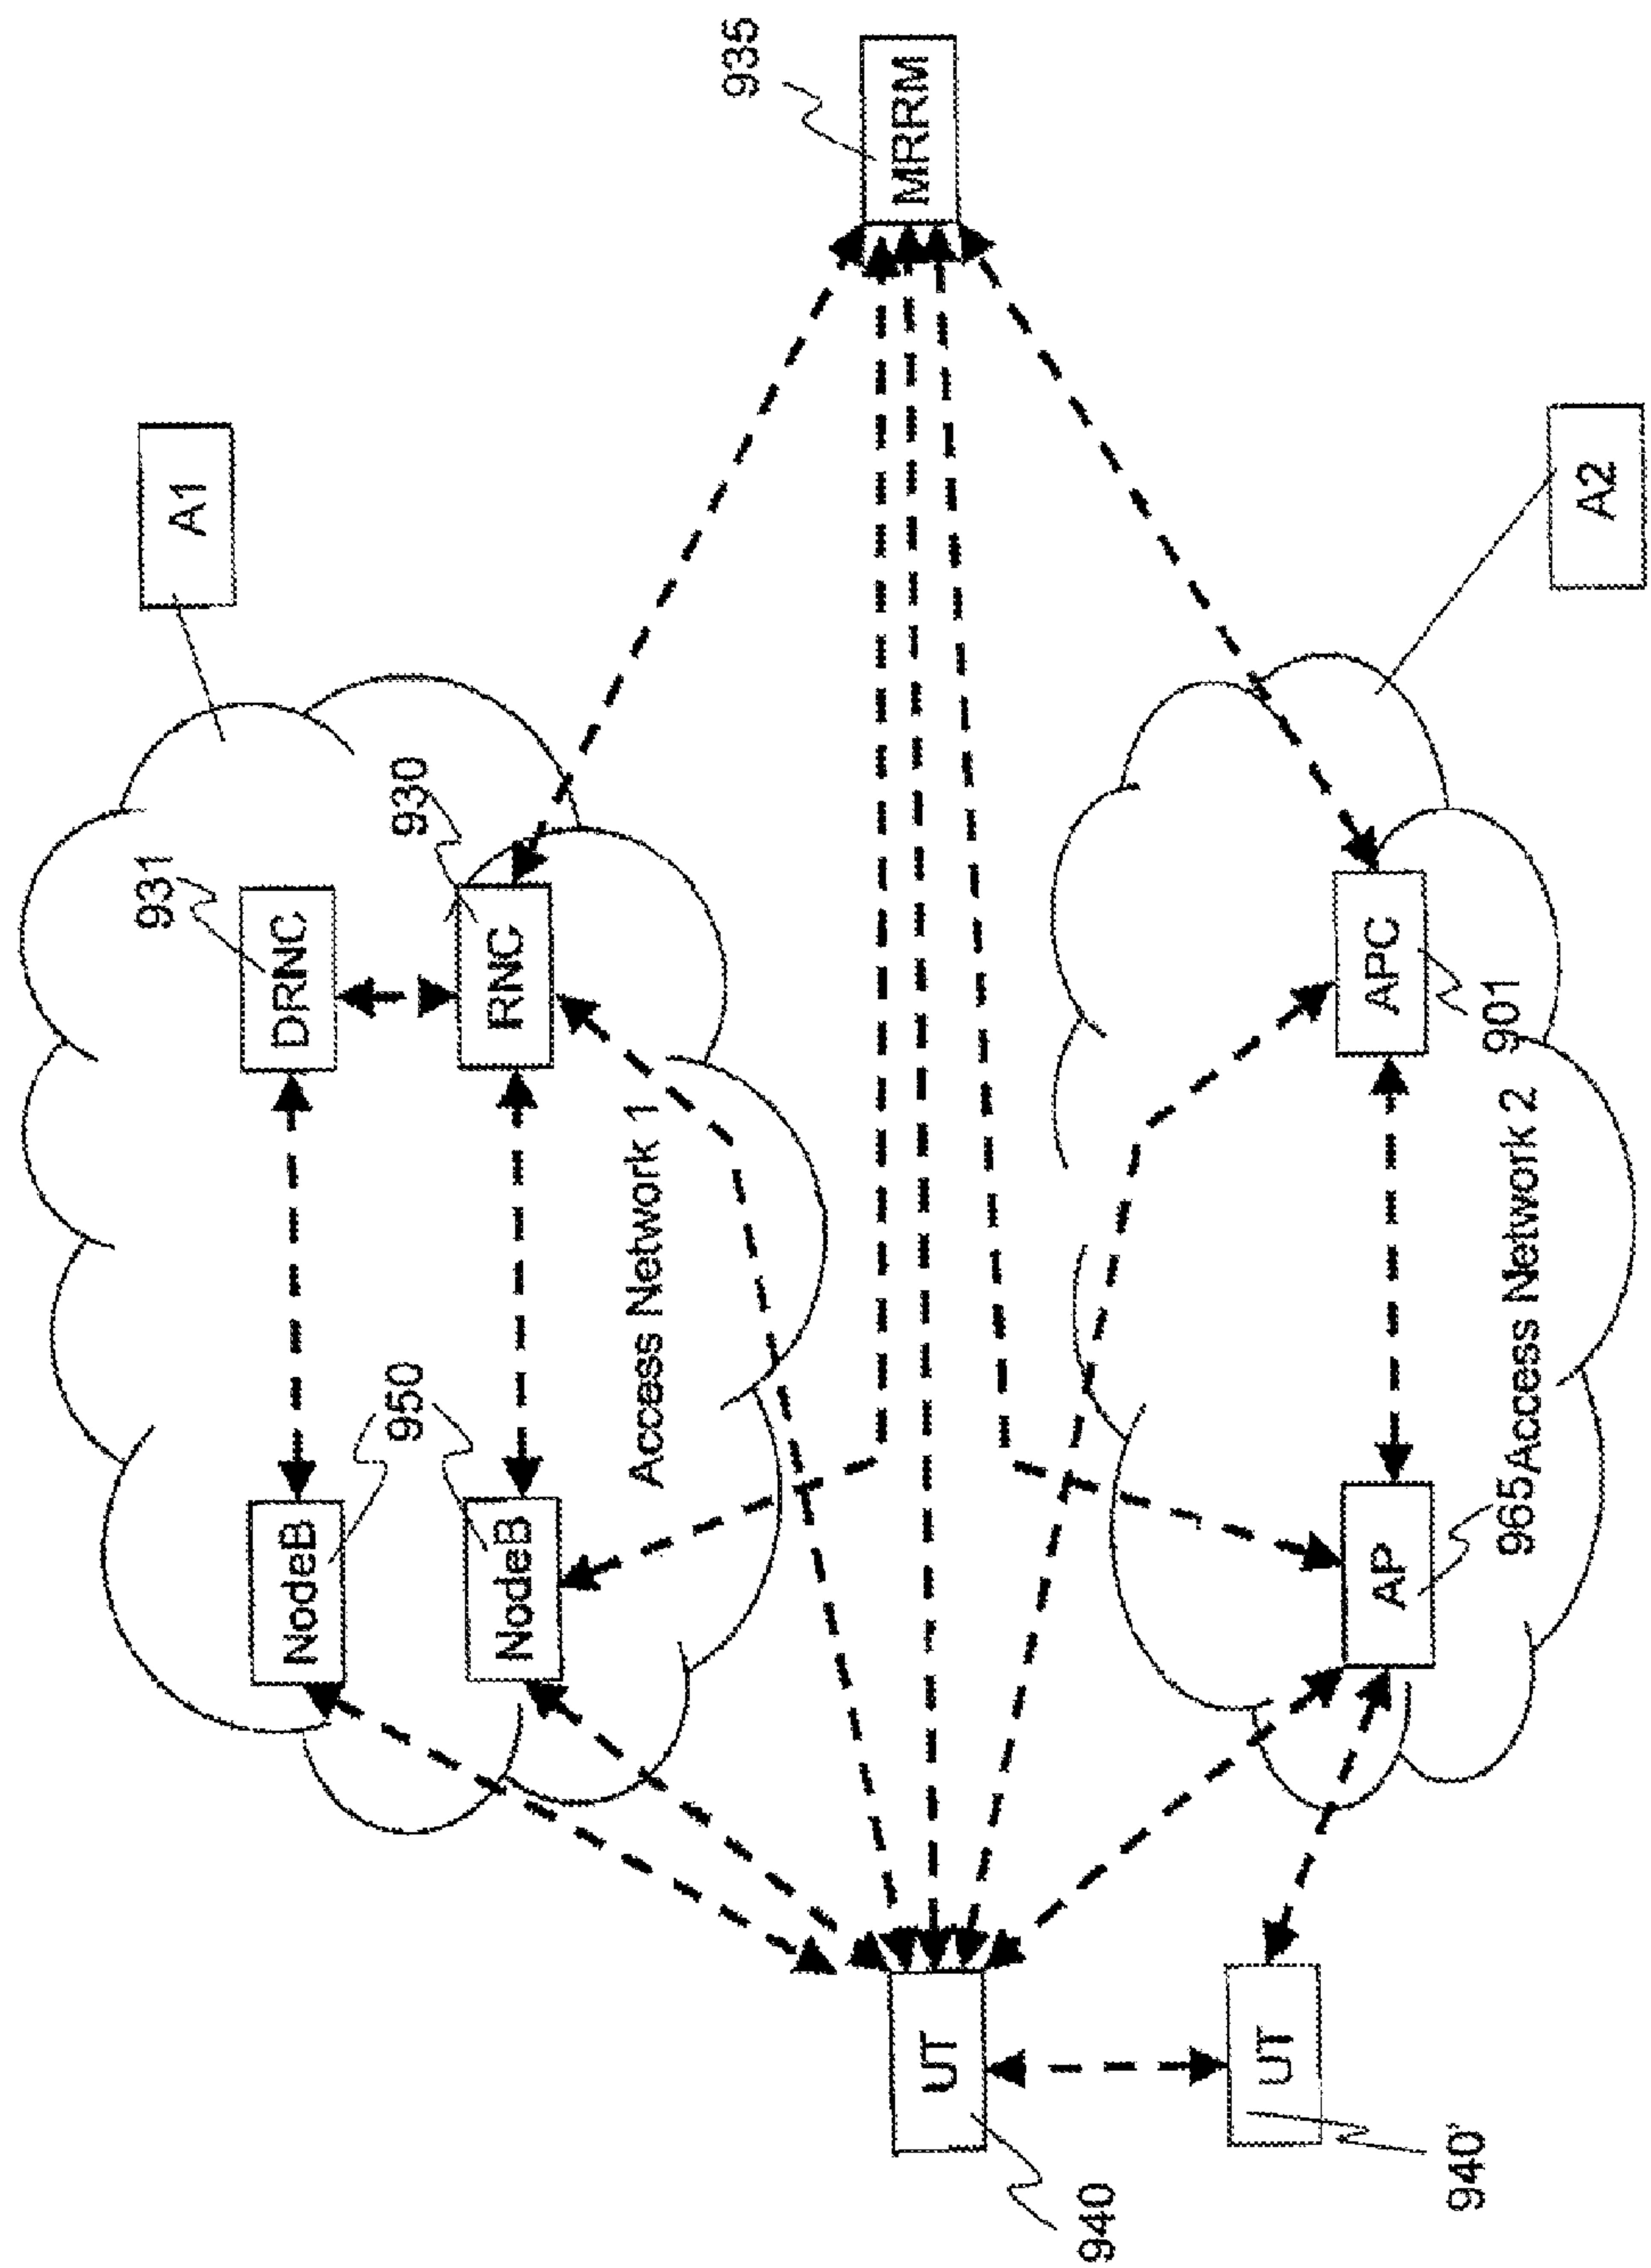 A1
931
DRNC
930
RNC
950
NodeB
NodeB
Access Network 1
935
MRRM
UT
940
UT
940'
AP
965
APC
901
Access Network 2
A2